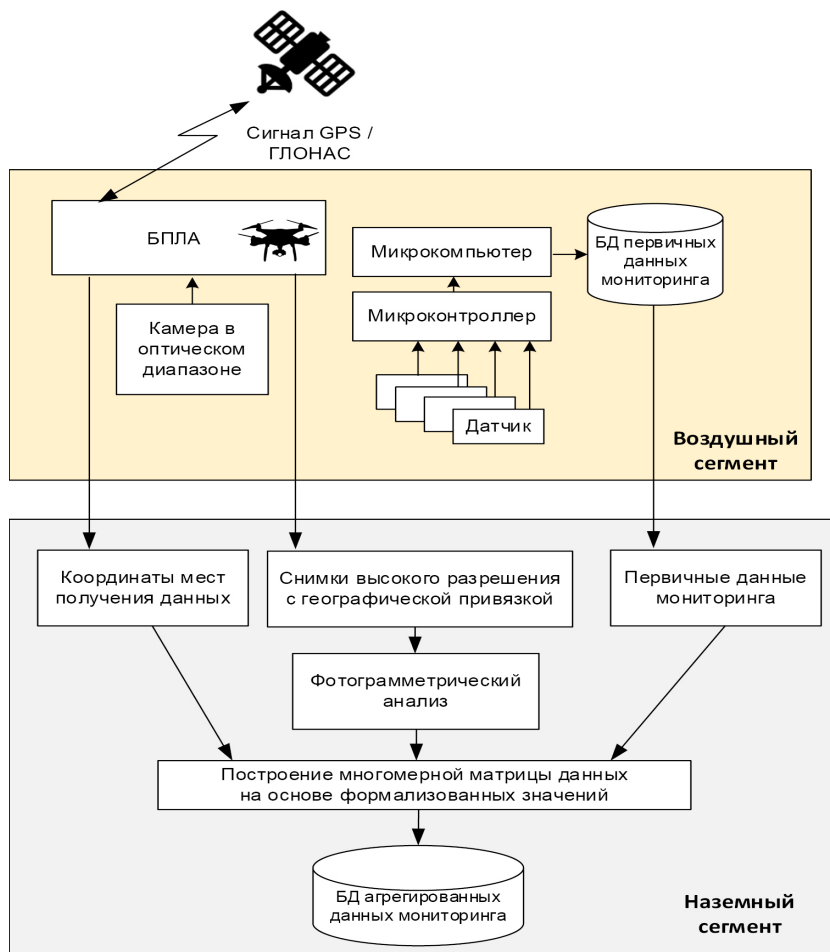 Сигнал GPS /
ГЛОНАС
БПЛА
Камера в
оптическом
диапазоне
Микрокомпьютер
Микроконтроллер
Датчик
БД первичных
данных
мониторинга
Воздушный
сегмент
Координаты мест
получения данных
Снимки высокого разрешения
с географической привязкой
Первичные данные
мониторинга
Фотограмметрический
анализ
Построение многомерной матрицы данных
на основе формализованных значений
БД агрегированных
данных мониторинга
Наземный
сегмент